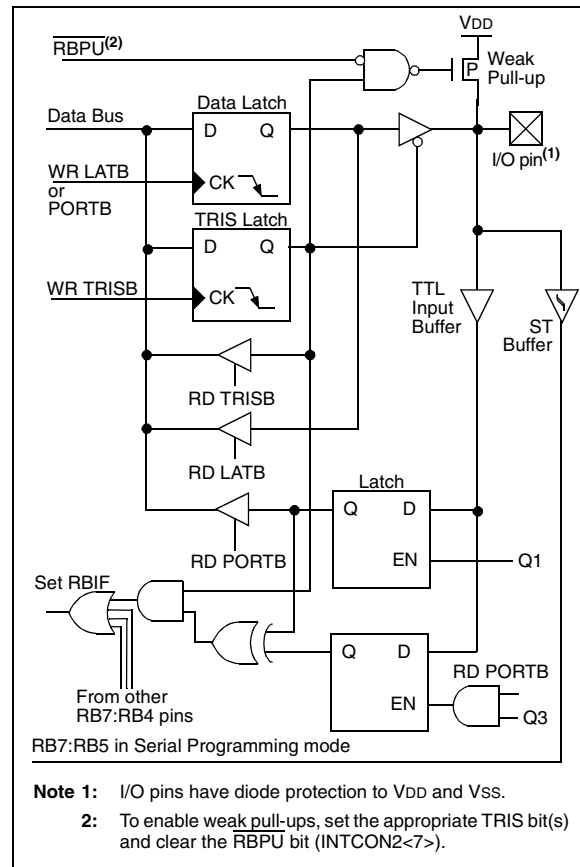 VDD
RBPU(2)
P
Weak
Pull-up
Data Bus
Data Latch
D Q
I/O pin(1)
WR LATB
or
PORTB
CK
TRIS Latch
D Q
WR TRISB
CK
TTL
Input
Buffer
ST
Buffer
RD TRISB
RD LATB
Latch
Q D
RD PORTB
EN
Q1
Set RBIF
Q D
RD PORTB
EN
Q3
From other
RB7:RB4 pins
RB7:RB5 in Serial Programming mode
Note 1: I/O pins have diode protection to VDD and VSS.
2: To enable weak pull-ups, set the appropriate TRIS bit(s)
and clear the RBPU bit (INTCON2<7>).